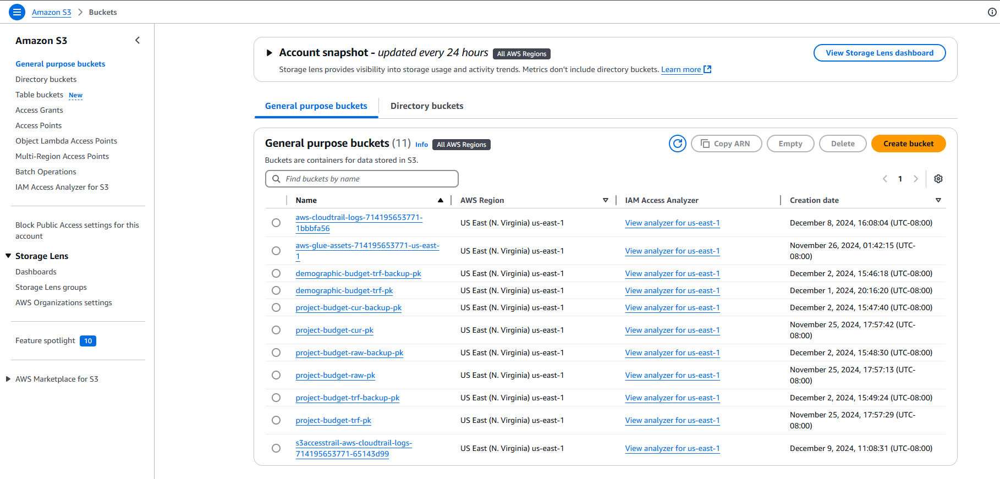 Amazon S3 > Buckets
Amazon S3
General purpose buckets
Directory buckets
Table buckets New
Access Grants
Access Points
Object Lambda Access Points
Multi-Region Access Points
Batch Operations
IAM Access Analyzer for S3
Block Public Access settings for this
account
Storage Lens
Dashboards
Storage Lens groups
AWS Organizations settings
Feature spotlight 10
AWS Marketplace for S3
Account snapshot - updated every 24 hours All AWS Regions
View Storage Lens dashboard
Storage lens provides visibility into storage usage and activity trends. Metrics don't include directory buckets. Learn more
General purpose buckets Directory buckets
General purpose buckets (11) Info All AWS Regions
Copy ARN Empty Delete Create bucket
Buckets are containers for data stored in S3.
Find buckets by name
1
Name AWS Region IAM Access Analyzer Creation date
aws-cloudtrail-logs-714195653771-
1bbbfa56
US East (N. Virginia) us-east-1 View analyzer for us-east-1 December 8, 2024, 16:08:04 (UTC-08:00)
aws-glue-assets-714195653771-us-east-
1
US East (N. Virginia) us-east-1 View analyzer for us-east-1 November 26, 2024, 01:42:15 (UTC-
08:00)
demographic-budget-trf-backup-pk US East (N. Virginia) us-east-1 View analyzer for us-east-1 December 2, 2024, 15:46:18 (UTC-08:00)
demographic-budget-trf-pk US East (N. Virginia) us-east-1 View analyzer for us-east-1 December 1, 2024, 20:16:20 (UTC-08:00)
project-budget-cur-backup-pk US East (N. Virginia) us-east-1 View analyzer for us-east-1 December 2, 2024, 15:47:40 (UTC-08:00)
project-budget-cur-pk US East (N. Virginia) us-east-1 View analyzer for us-east-1 November 25, 2024, 17:57:42 (UTC-
08:00)
project-budget-raw-backup-pk US East (N. Virginia) us-east-1 View analyzer for us-east-1 December 2, 2024, 15:48:30 (UTC-08:00)
project-budget-raw-pk US East (N. Virginia) us-east-1 View analyzer for us-east-1 November 25, 2024, 17:57:13 (UTC-
08:00)
project-budget-trf-backup-pk US East (N. Virginia) us-east-1 View analyzer for us-east-1 December 2, 2024, 15:49:24 (UTC-08:00)
project-budget-trf-pk US East (N. Virginia) us-east-1 View analyzer for us-east-1 November 25, 2024, 17:57:29 (UTC-
08:00)
s3accesstrail-aws-cloudtrail-logs-
714195653771-65143d99
US East (N. Virginia) us-east-1 View analyzer for us-east-1 December 9, 2024, 11:08:31 (UTC-08:00)